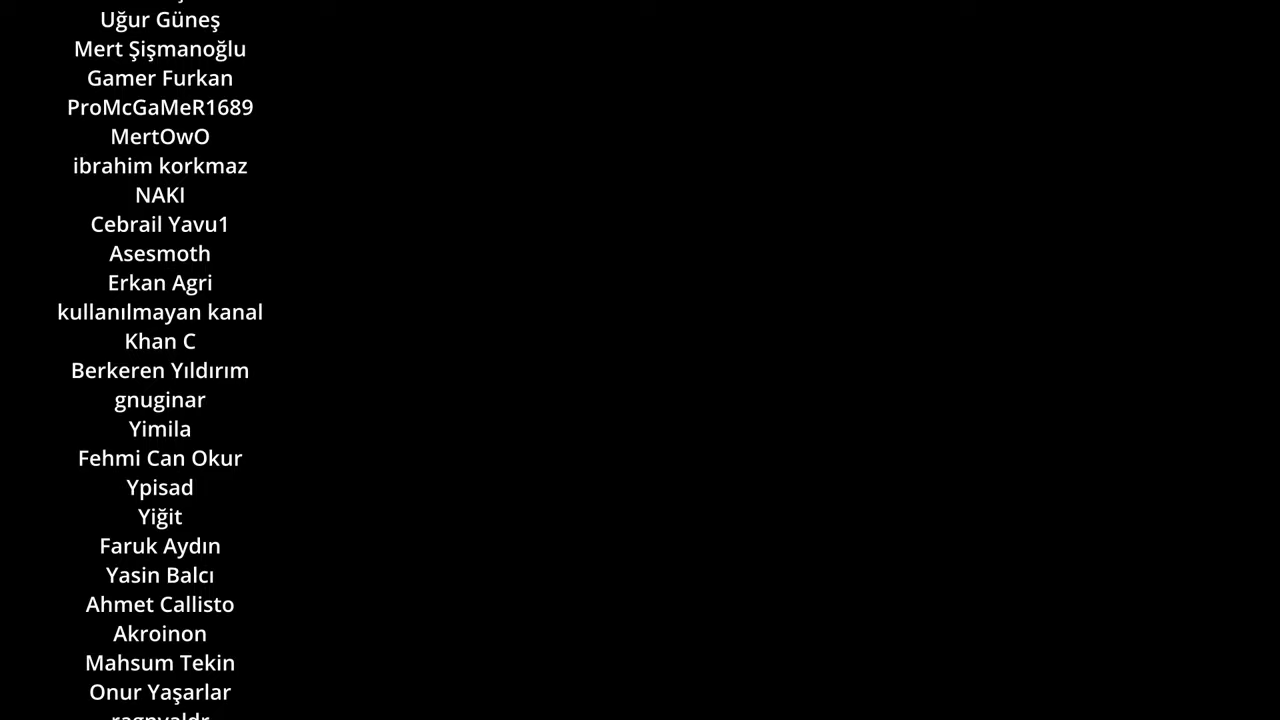 Uğur Güneş
Mert Şişmanoğlu
Gamer Furkan
ProMcGaMeR1689
MertOwO
ibrahim korkmaz
NAKI
Cebrail Yavu1
Asesmoth
Erkan Agri
kullanılmayan kanal
Khan C
Berkeren Yıldırım
gnuginar
Yimila
Fehmi Can Okur
Ypisad
Yiğit
Faruk Aydın
Yasin Balcı
Ahmet Callisto
Akroinon
Mahsum Tekin
Onur Yaşarlar